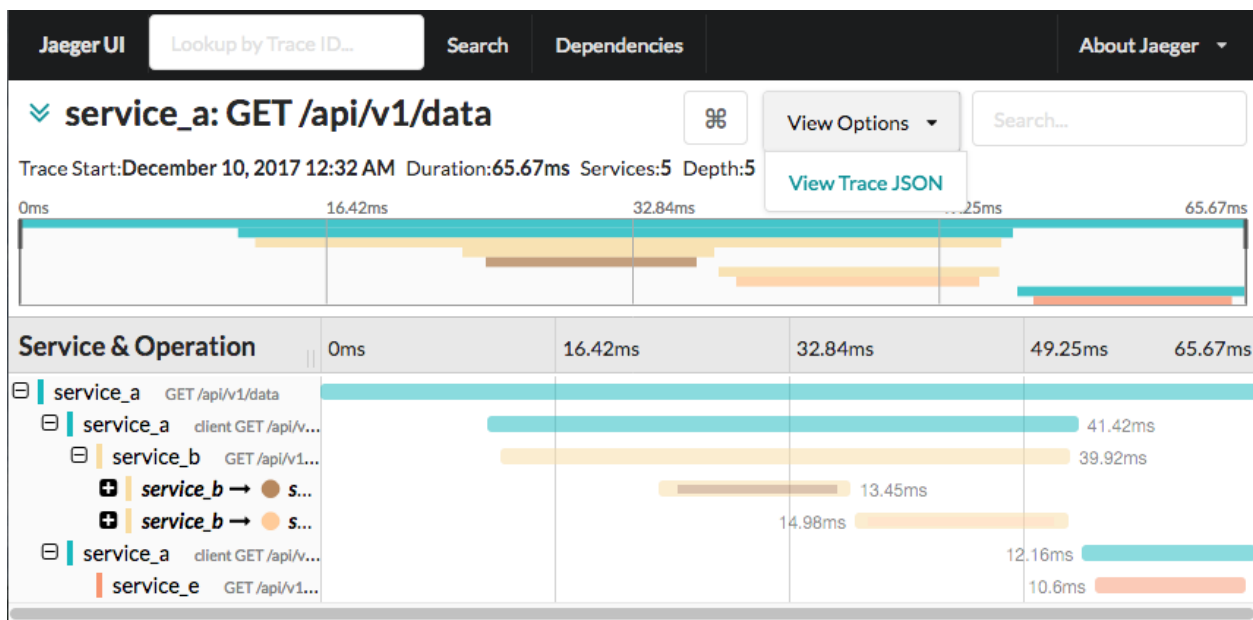 Jaeger UI Lookup by Trace ID... Search Dependencies About Jaeger
service_a: GET /api/v1/data ⌘ View Options Search...
Trace Start:December 10, 2017 12:32 AM Duration:65.67ms Services:5 Depth:5
View Trace JSON
0ms 16.42ms 32.84ms 25ms 65.67ms
Service & Operation 0ms 16.42ms 32.84ms 49.25ms 65.67ms
service_a GET /api/v1/data
service_a client GET /api/v... 41.42ms
service_b GET /api/v1... 39.92ms
service_b → s... 13.45ms
service_b → s... 14.98ms
service_a client GET /api/v... 12.16ms
service_e GET /api/v1... 10.6ms